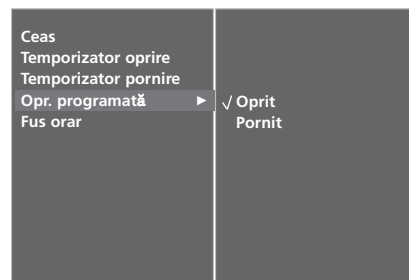 Ceas
Temporizator oprire
Temporizator pornire
Opr. programată ►
Fus orar
√ Oprit
Pornit